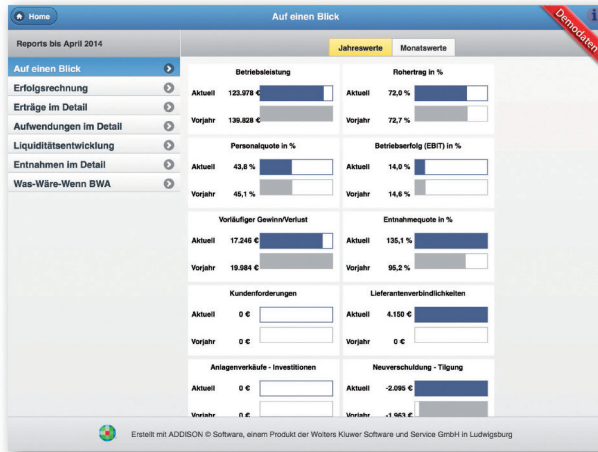 Home
Auf einen Blick
i
Demodaten
Reports bis April 2014
Jahreswerte Monatswerte
Auf einen Blick
Erfolgsrechnung
Erträge im Detail
Aufwendungen im Detail
Liquiditätsentwicklung
Entnahmen im Detail
Was-Wäre-Wenn BWA
Betriebsleistung
Aktuell 123.978 €
Vorjahr 139.828 €
Rohertrag in %
Aktuell 72,0 %
Vorjahr 72,7 %
Personalquote in %
Aktuell 43,8 %
Vorjahr 45,1 %
Betriebserfolg (EBIT) in %
Aktuell 14,0 %
Vorjahr 14,6 %
Vorläufiger Gewinn/Verlust
Aktuell 17.246 €
Vorjahr 19.984 €
Entnahmequote in %
Aktuell 135,1 %
Vorjahr 95,2 %
Kundenforderungen
Aktuell 0 €
Vorjahr 0 €
Lieferantenverbindlichkeiten
Aktuell 4.150 €
Vorjahr 0 €
Anlagenverkäufe - Investitionen
Aktuell 0 €
Vorjahr 0 €
Neuverschuldung - Tilgung
Aktuell -2.095 €
Vorjahr -1.963 €
Erstellt mit ADDISON © Software, einem Produkt der Wolters Kluwer Software und Service GmbH in Ludwigsburg